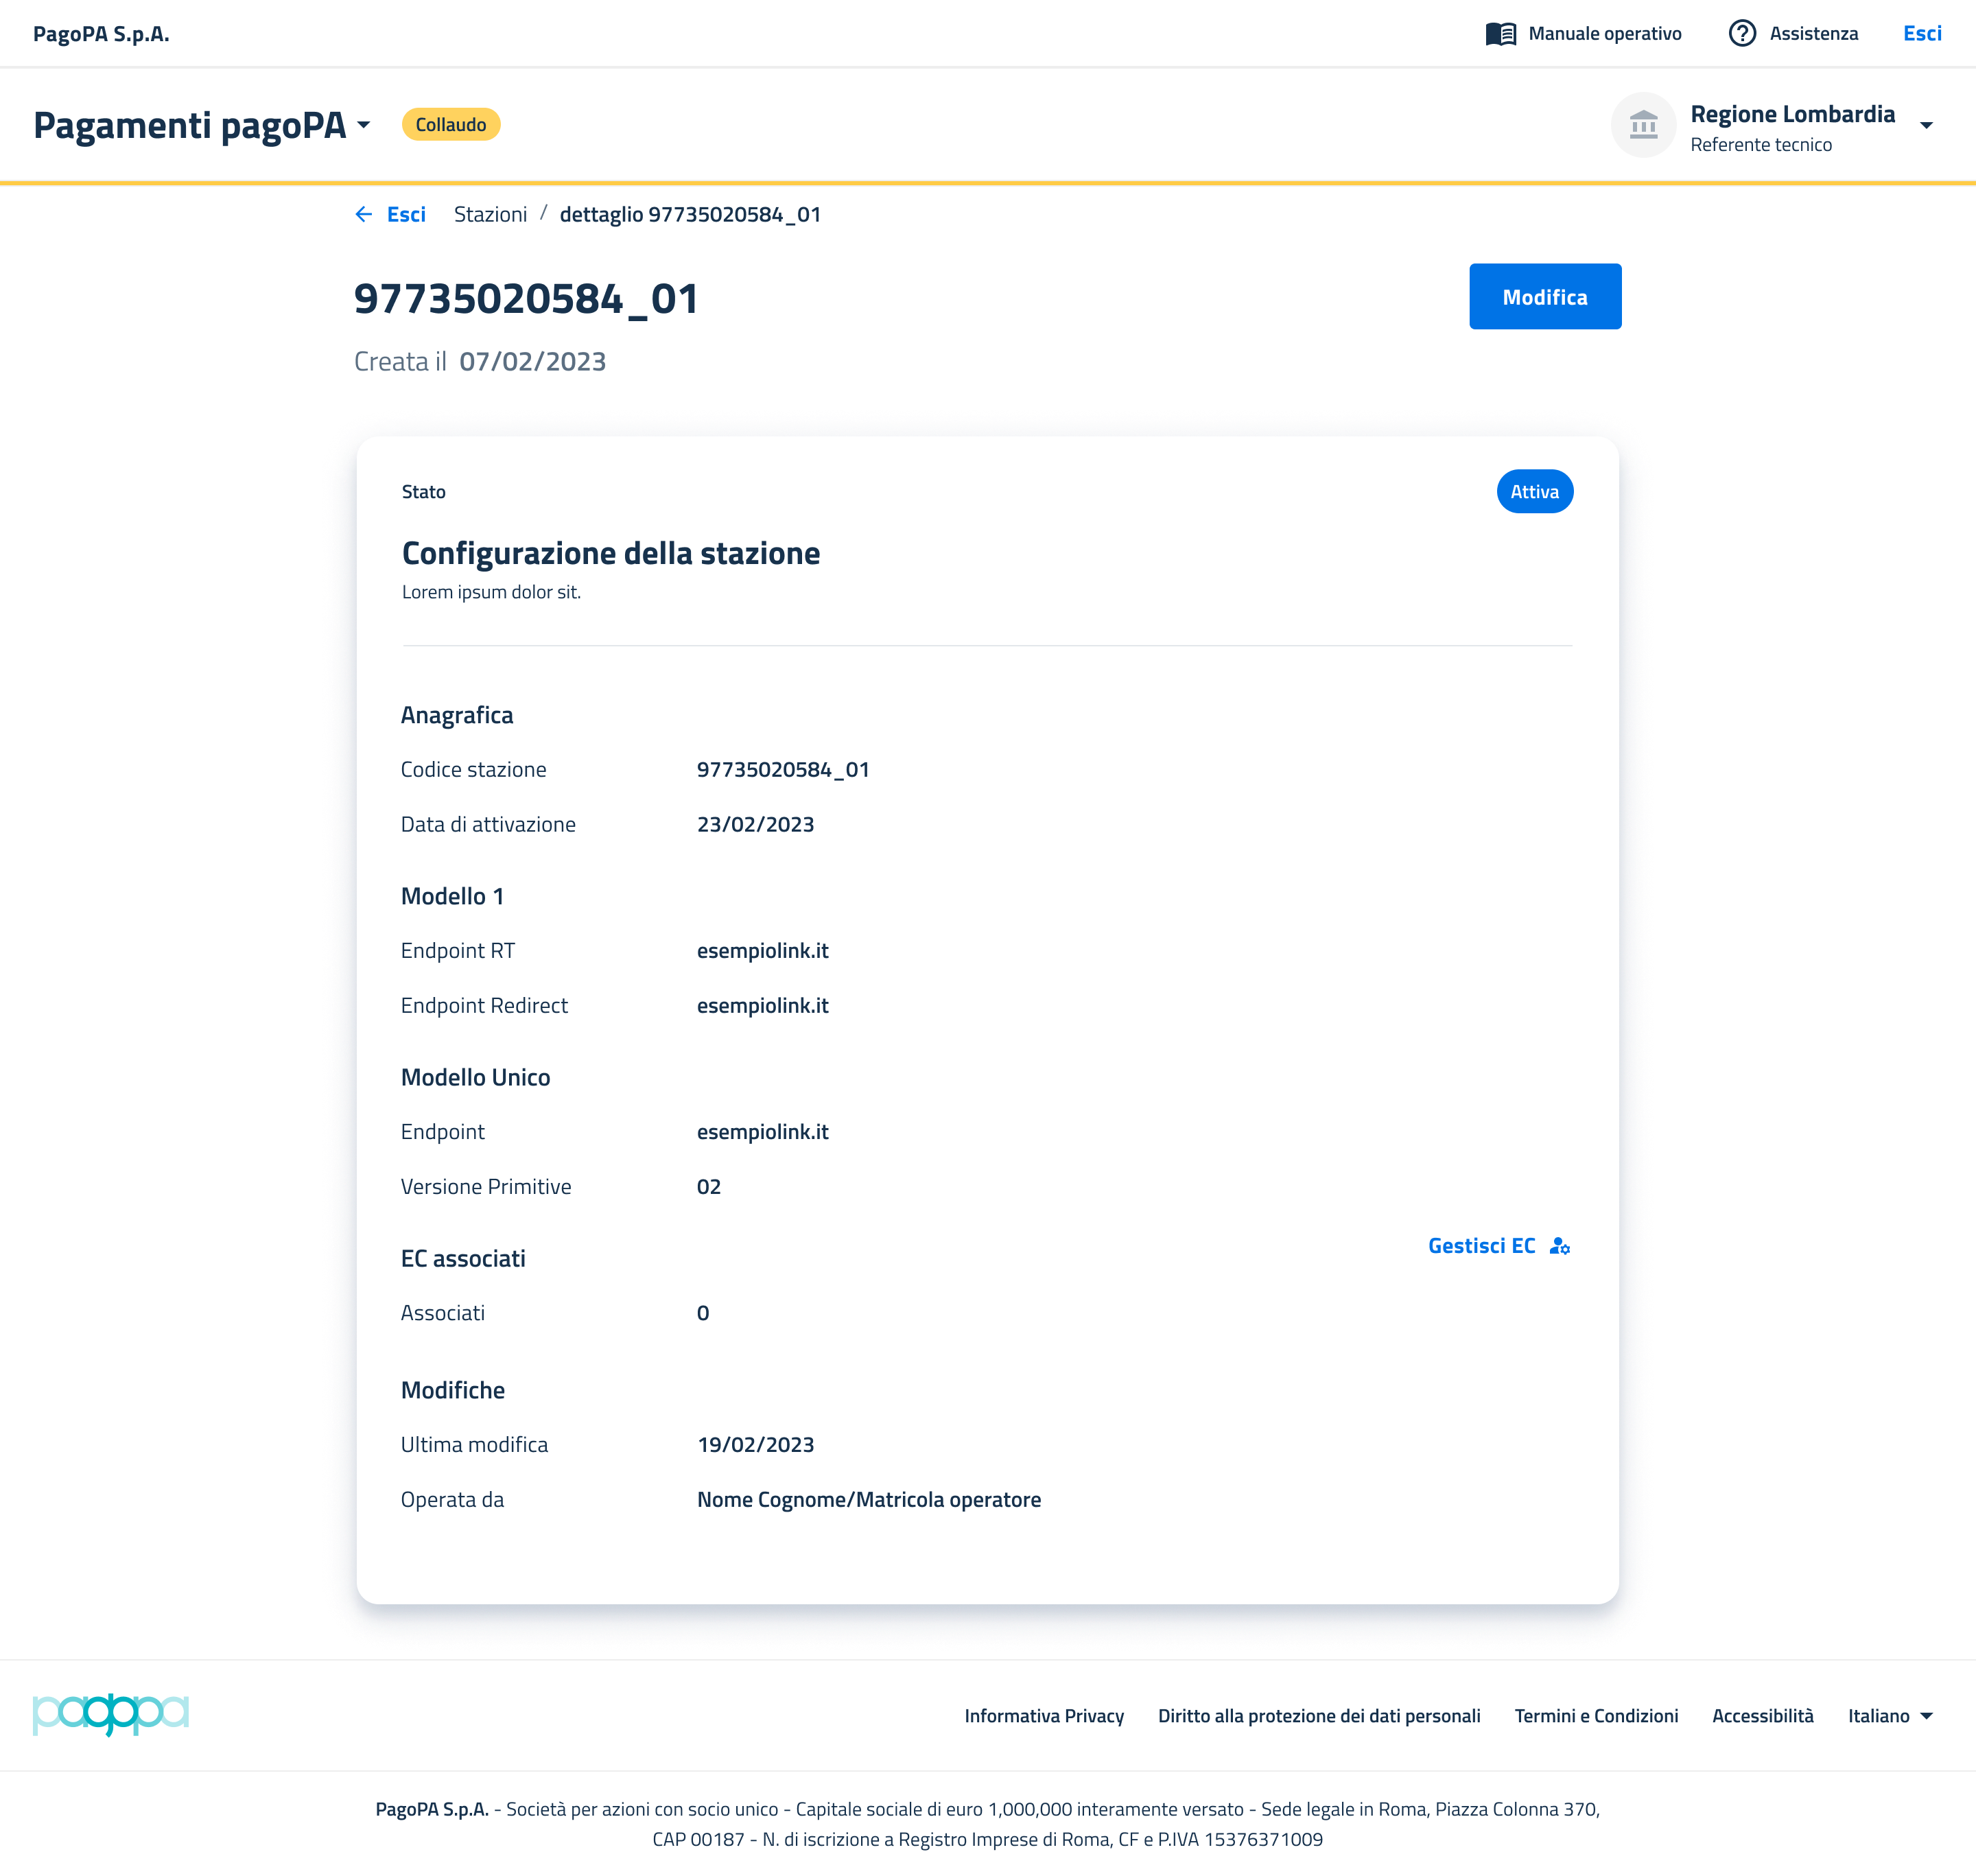 PagoPA S.p.A.
Manuale operativo
Assistenza
Esci
Pagamenti pagoPA
Collaudo
Regione Lombardia
Referente tecnico
Esci
Stazioni / dettaglio 97735020584_01
97735020584_01
Modifica
Creata il 07/02/2023
Stato
Attiva
Configurazione della stazione
Lorem ipsum dolor sit.
Anagrafica
Codice stazione 97735020584_01
Data di attivazione 23/02/2023
Modello 1
Endpoint RT esempiolink.it
Endpoint Redirect esempiolink.it
Modello Unico
Endpoint esempiolink.it
Versione Primitive 02
EC associati
Gestisci EC
Associati 0
Modifiche
Ultima modifica 19/02/2023
Operata da Nome Cognome/Matricola operatore
pagopa
Informativa Privacy
Diritto alla protezione dei dati personali
Termini e Condizioni
Accessibilità
Italiano
PagoPA S.p.A. - Società per azioni con socio unico - Capitale sociale di euro 1,000,000 interamente versato - Sede legale in Roma, Piazza Colonna 370,
CAP 00187 - N. di iscrizione a Registro Imprese di Roma, CF e P.IVA 15376371009